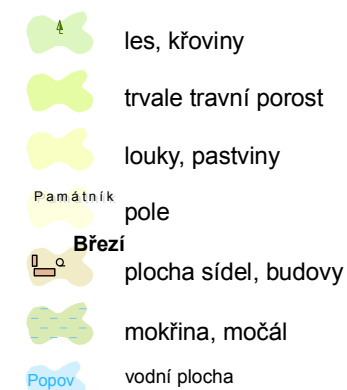 les, křoviny
trvale travní porost
louky, pastviny
Památník
pole
Březí
plocha sídel, budovy
mokřina, močál
Popov vodní plocha